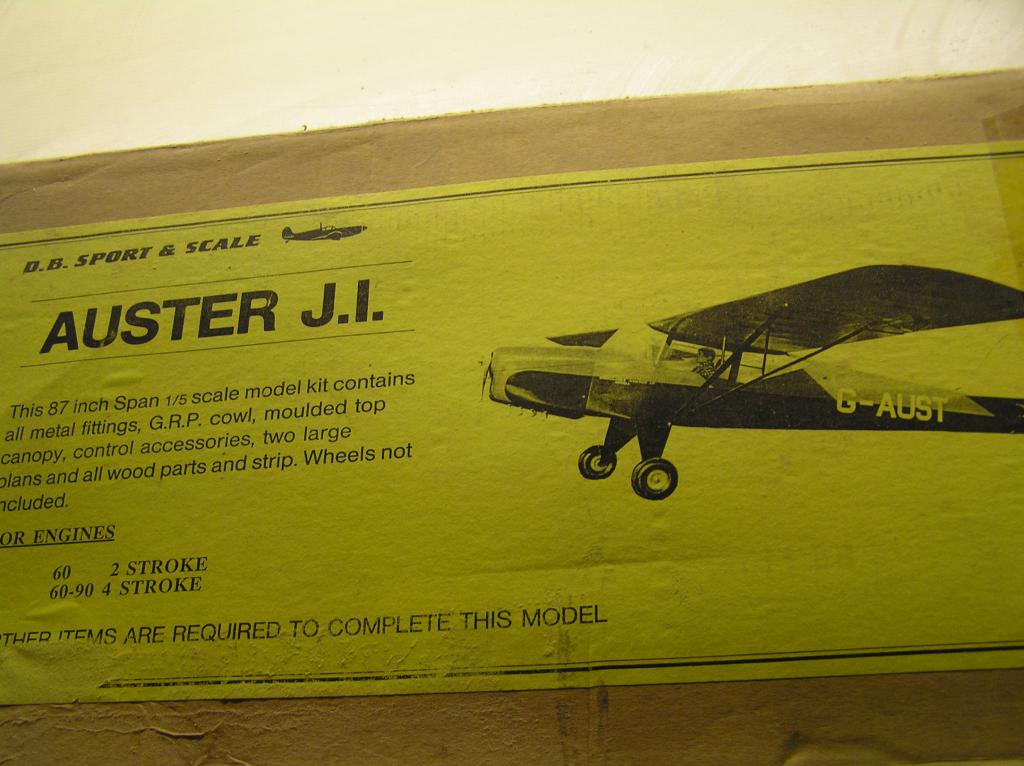 D.B. SPORT & SCALE
AUSTER J.I.
This 87 inch Span 1/5 scale model kit contains
all metal fittings, G.R.P. cowl, moulded top
canopy, control accessories, two large
plans and all wood parts and strip. Wheels not
included.
OR ENGINES
60 2 STROKE
60-90 4 STROKE
THER ITEMS ARE REQUIRED TO COMPLETE THIS MODEL
G-AUST